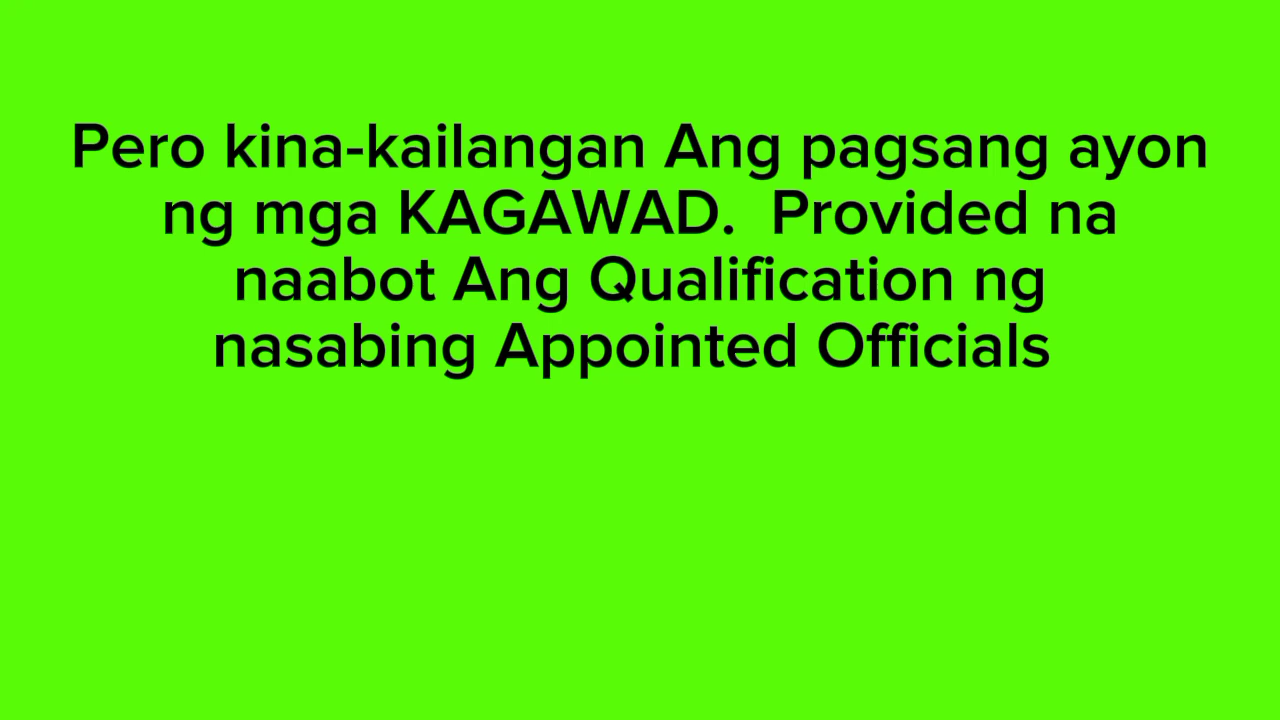 Pero kina-kailangan Ang pagsang ayon
ng mga KAGAWAD.  Provided na
naabot Ang Qualification ng
nasabing Appointed Officials